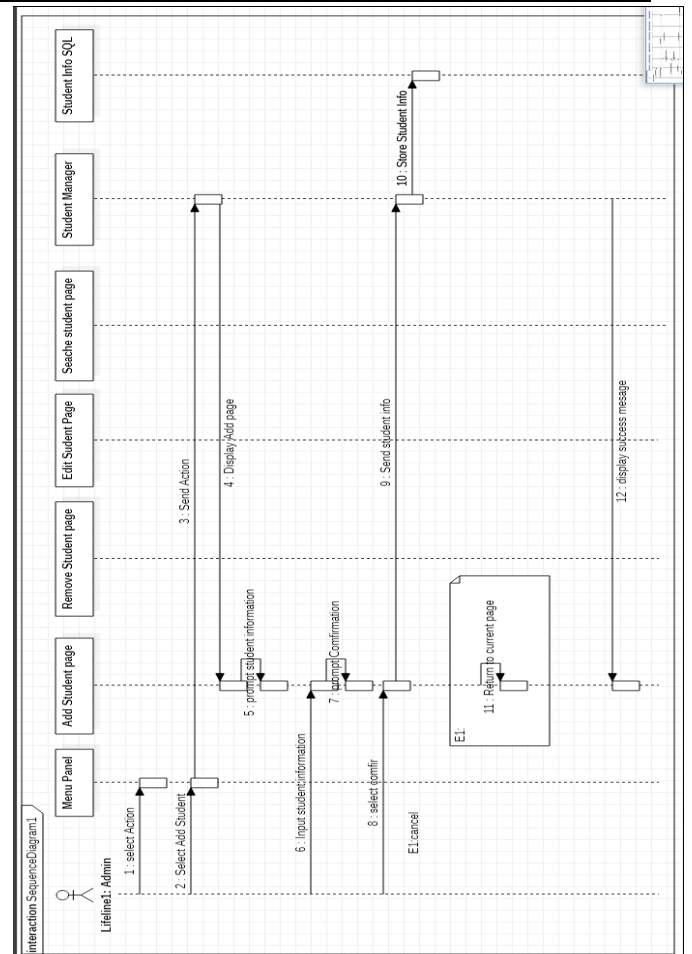 interaction SequenceDiagram1
Lifeline1: Admin
Menu Panel
Add Student page
Remove Student page
Edit Sudent Page
Seache student page
Student Manager
Student Info SQL
1 : select Action
2 : Select Add Student
3 : Send Action
4 : Display Add page
5 : prompt student information
6 : Input student information
7 : prompt Comfirmation
8 : select comfir
E1:cancel
9 : Send student info
10 : Store Student Info
E1:
11 : Return to current page
12 : display success mesage